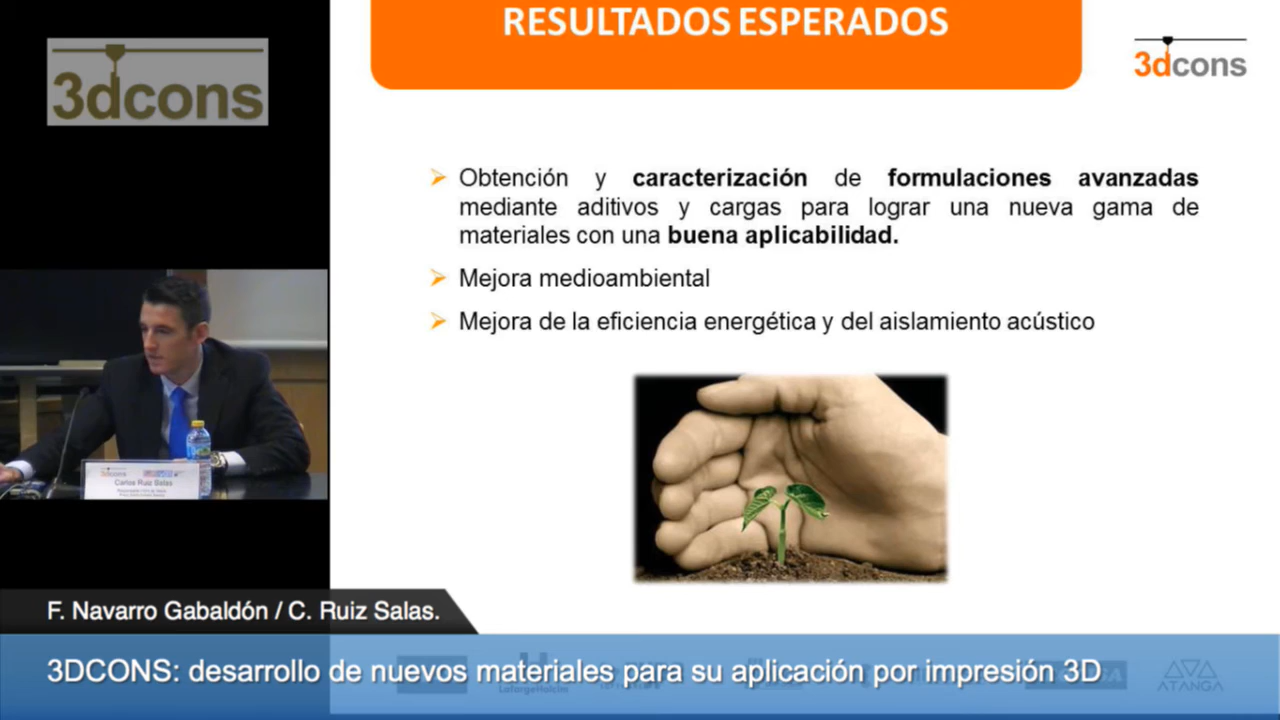 RESULTADOS ESPERADOS
3dcons
3dcons
Obtención y caracterización de formulaciones avanzadas
mediante aditivos y cargas para lograr una nueva gama de
materiales con una buena aplicabilidad.
Mejora medioambiental
Mejora de la eficiencia energética y del aislamiento acústico
3dcons
Carlos Ruiz Salas
F. Navarro Gabaldón / C. Ruiz Salas.
3DCONS: desarrollo de nuevos materiales para su aplicación por impresión 3D
LafargeHolcim
ATANGA